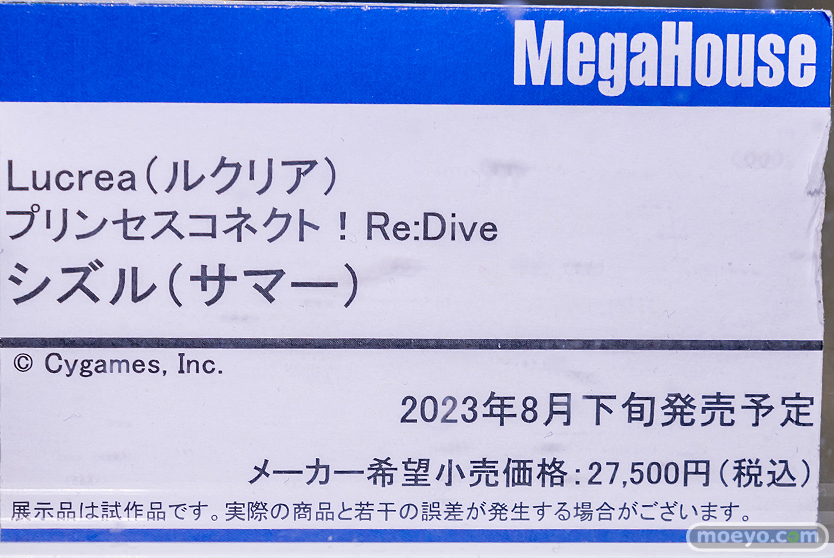 MegaHouse
Lucrea（ルクリア）
プリンセスコネクト！Re:Dive
シズル（サマー）
© Cygames, Inc.
2023年8月下旬発売予定
メーカー希望小売価格：27,500円（税込）
展示品は試作品です。実際の商品と若干の誤差が発生する場合がございます。
moeyo.com